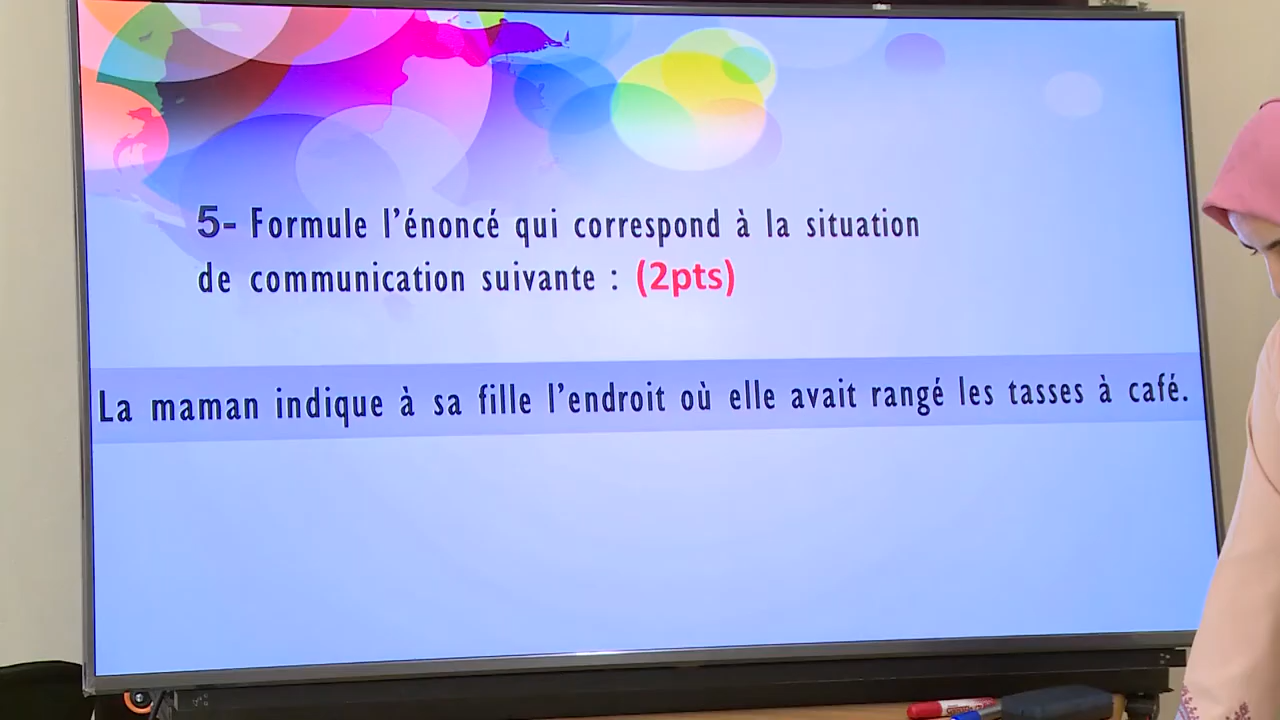 5- Formule l'énoncé qui correspond à la situation
de communication suivante : (2pts)
La maman indique à sa fille l'endroit où elle avait rangé les tasses à café.